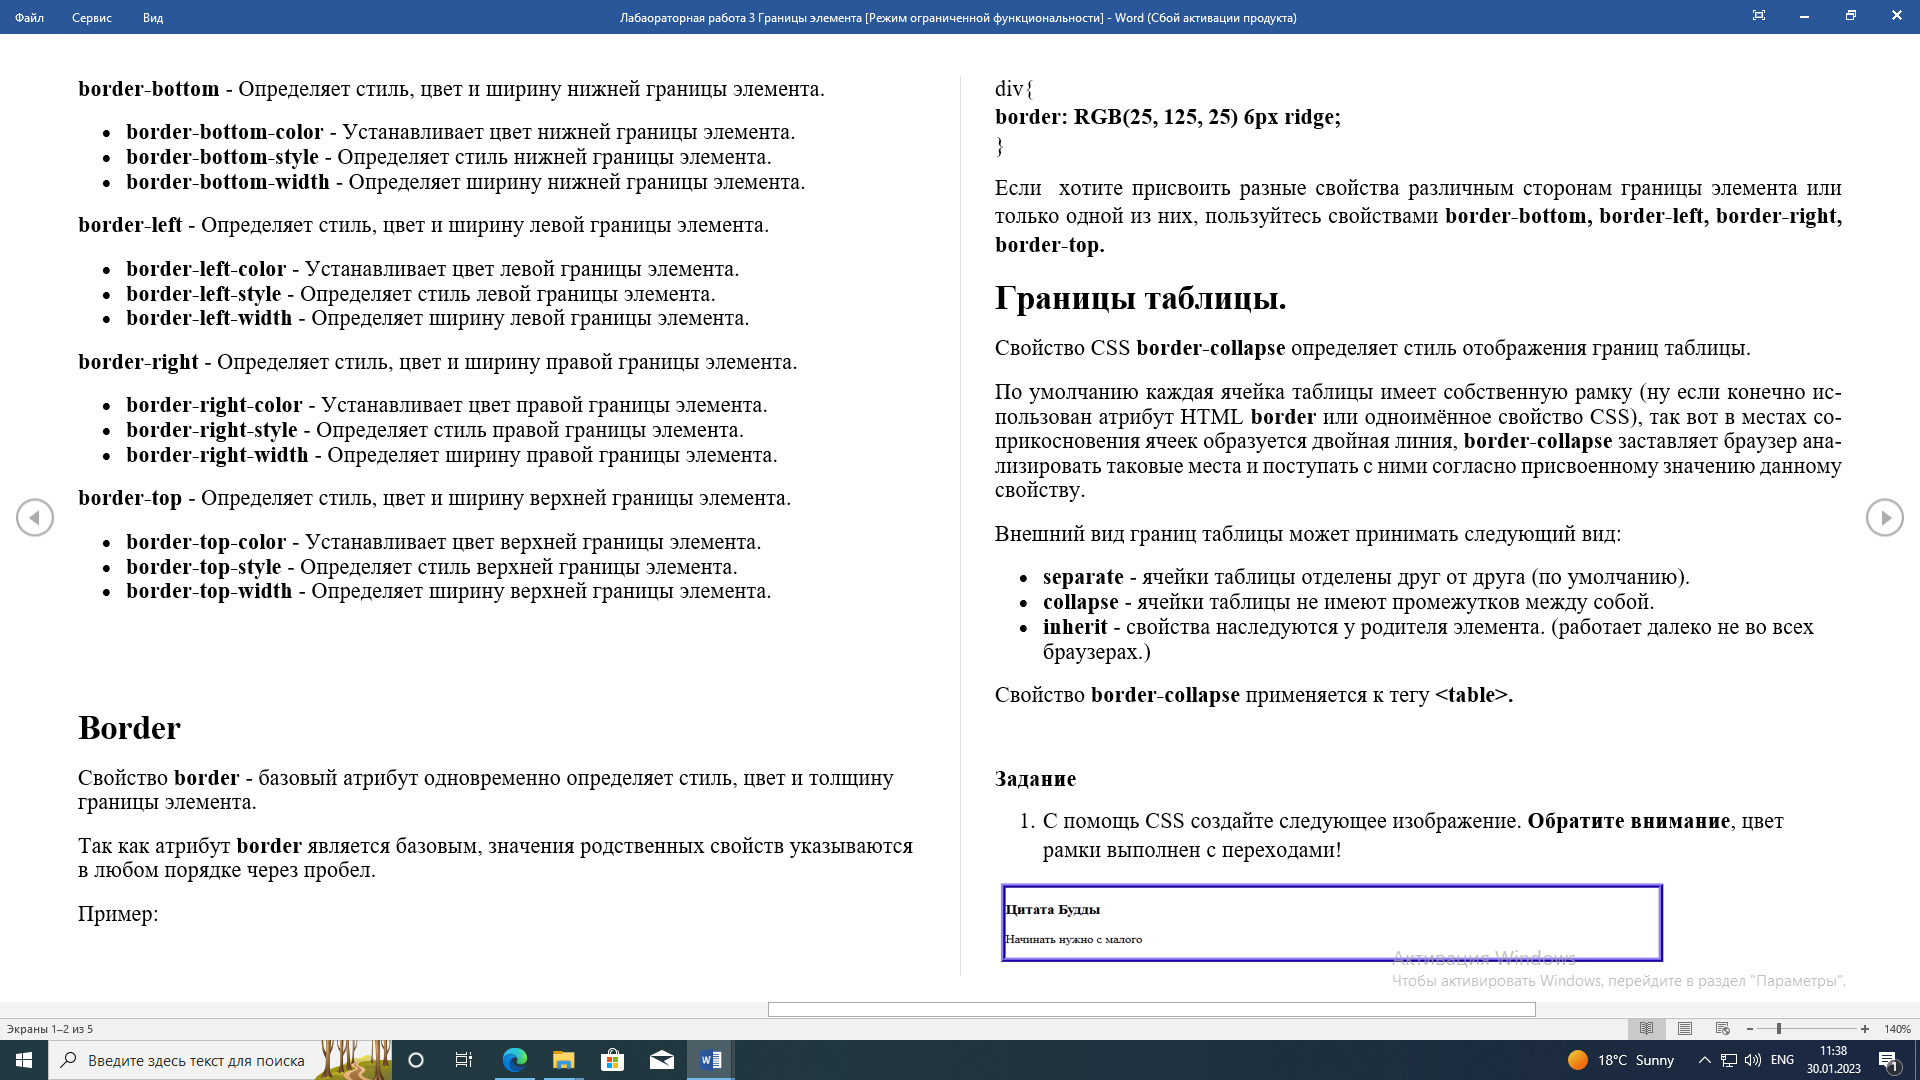 Файл Сервис Вид Лабаораторная работа 3 Границы элемента [Режим ограниченной функциональности] - Word (Сбой активации продукта)
border-bottom - Определяет стиль, цвет и ширину нижней границы элемента.
• border-bottom-color - Устанавливает цвет нижней границы элемента.
• border-bottom-style - Определяет стиль нижней границы элемента.
• border-bottom-width - Определяет ширину нижней границы элемента.
border-left - Определяет стиль, цвет и ширину левой границы элемента.
• border-left-color - Устанавливает цвет левой границы элемента.
• border-left-style - Определяет стиль левой границы элемента.
• border-left-width - Определяет ширину левой границы элемента.
border-right - Определяет стиль, цвет и ширину правой границы элемента.
• border-right-color - Устанавливает цвет правой границы элемента.
• border-right-style - Определяет стиль правой границы элемента.
• border-right-width - Определяет ширину правой границы элемента.
border-top - Определяет стиль, цвет и ширину верхней границы элемента.
• border-top-color - Устанавливает цвет верхней границы элемента.
• border-top-style - Определяет стиль верхней границы элемента.
• border-top-width - Определяет ширину верхней границы элемента.
Border
Свойство border - базовый атрибут одновременно определяет стиль, цвет и толщину
границы элемента.
Так как атрибут border является базовым, значения родственных свойств указываются
в любом порядке через пробел.
Пример:
div{
border: RGB(25, 125, 25) 6px ridge;
}
Если хотите присвоить разные свойства различным сторонам границы элемента или
только одной из них, пользуйтесь свойствами border-bottom, border-left, border-right,
border-top.
Границы таблицы.
Свойство CSS border-collapse определяет стиль отображения границ таблицы.
По умолчанию каждая ячейка таблицы имеет собственную рамку (ну если конечно ис-
пользован атрибут HTML border или одноимённое свойство CSS), так вот в местах со-
прикосновения ячеек образуется двойная линия, border-collapse заставляет браузер ана-
лизировать таковые места и поступать с ними согласно присвоенному значению данному
свойству.
Внешний вид границ таблицы может принимать следующий вид:
• separate - ячейки таблицы отделены друг от друга (по умолчанию).
• collapse - ячейки таблицы не имеют промежутков между собой.
• inherit - свойства наследуются у родителя элемента. (работает далеко не во всех
браузерах.)
Свойство border-collapse применяется к тегу <table>.
Задание
1. С помощь CSS создайте следующее изображение. Обратите внимание, цвет
рамки выполнен с переходами!
Цитата Будды
Начинать нужно с малого
Активация Windows
Чтобы активировать Windows, перейдите в раздел "Параметры".
Экраны 1–2 из 5 140%
Введите здесь текст для поиска 18°C Sunny ENG 11:38
30.01.2023 1